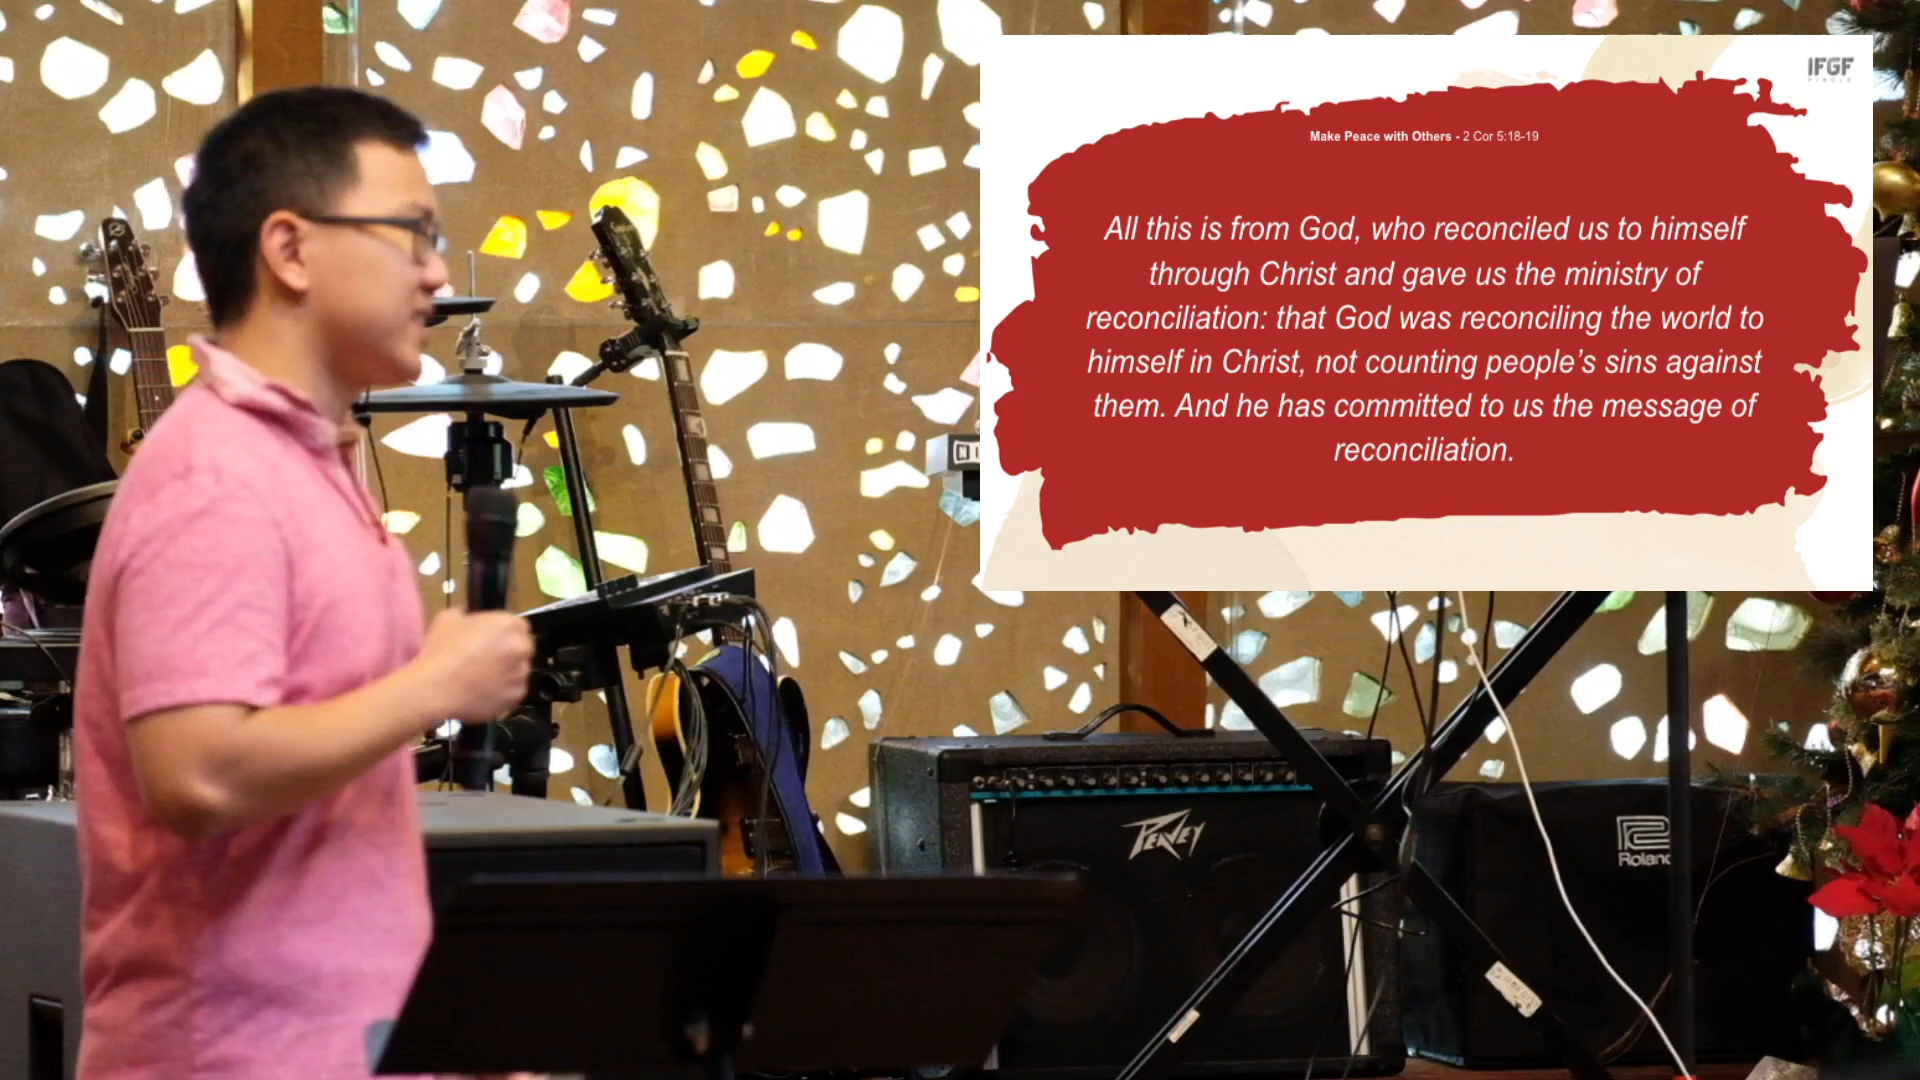 IFGF
Make Peace with Others - 2 Cor 5:18-19
All this is from God, who reconciled us to himself
through Christ and gave us the ministry of
reconciliation: that God was reconciling the world to
himself in Christ, not counting people’s sins against
them. And he has committed to us the message of
reconciliation.
PEAVEY
Roland